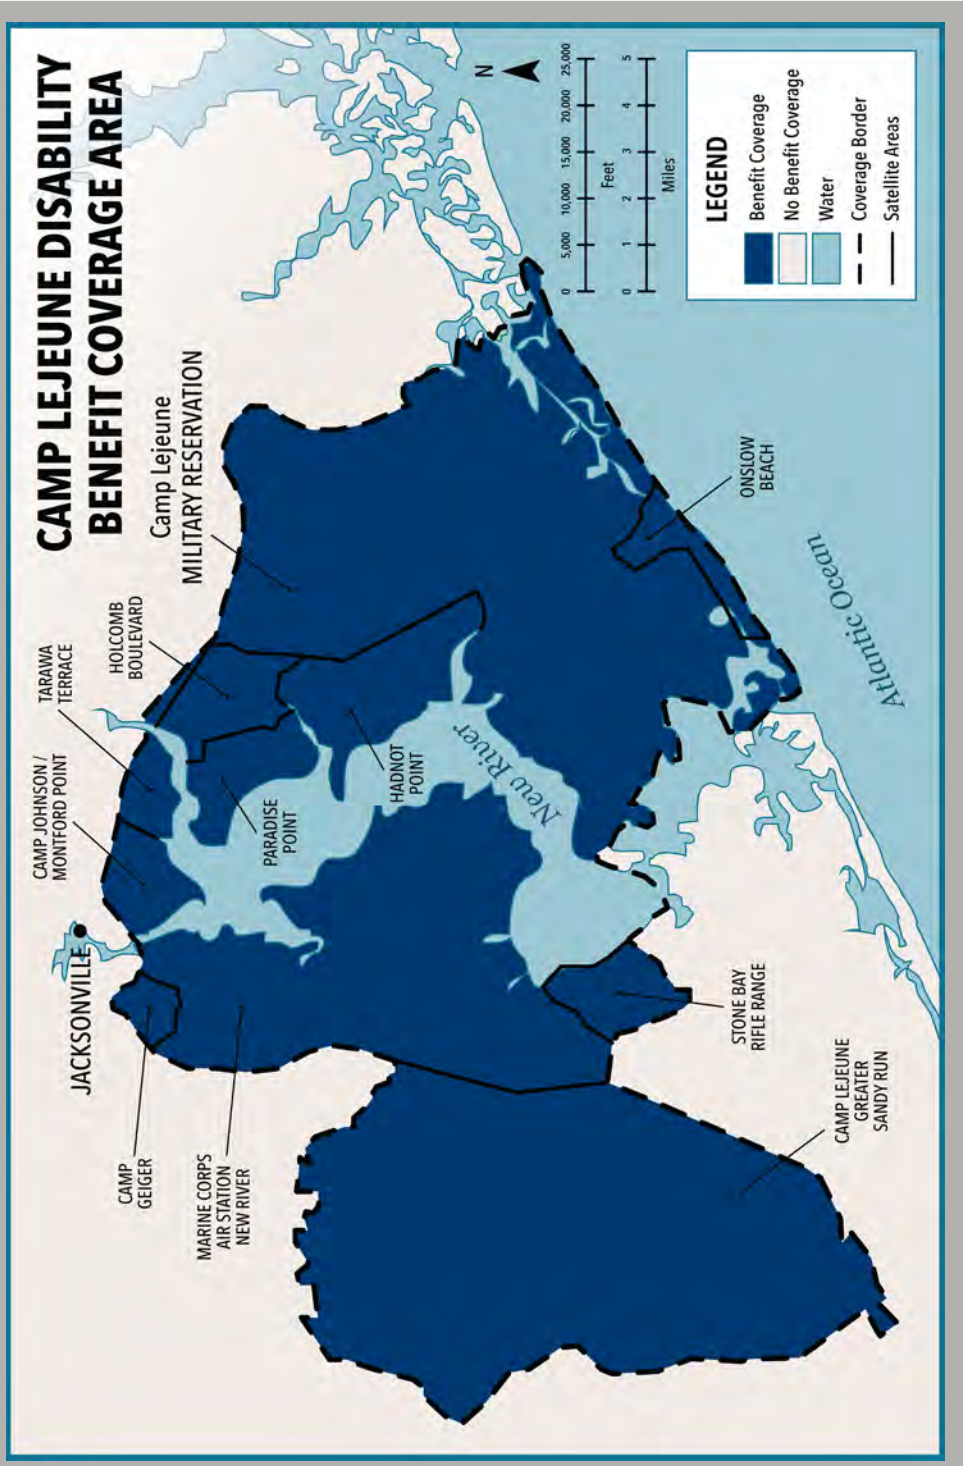 CAMP LEJEUNE DISABILITY
BENEFIT COVERAGE AREA
Camp Lejeune
MILITARY RESERVATION
HOLCOMB
BOULEVARD
TARAWA
TERRACE
CAMP JOHNSON /
MONTFORD POINT
JACKSONVILLE
CAMP
GEIGER
MARINE CORPS
AIR STATION
NEW RIVER
PARADISE
POINT
HADNOT
POINT
New River
ONSLOW
BEACH
Atlantic Ocean
STONE BAY
RIFLE RANGE
CAMP LEJEUNE
GREATER
SANDY RUN
N
0 5,000 10,000 15,000 20,000 25,000
Feet
0 1 2 3 4 5
Miles
LEGEND
Benefit Coverage
No Benefit Coverage
Water
Coverage Border
Satellite Areas